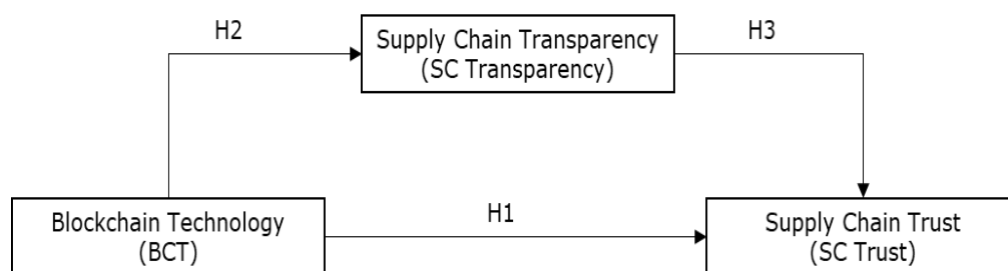 H2
Supply Chain Transparency
(SC Transparency)
H3
Blockchain Technology
(BCT)
H1
Supply Chain Trust
(SC Trust)